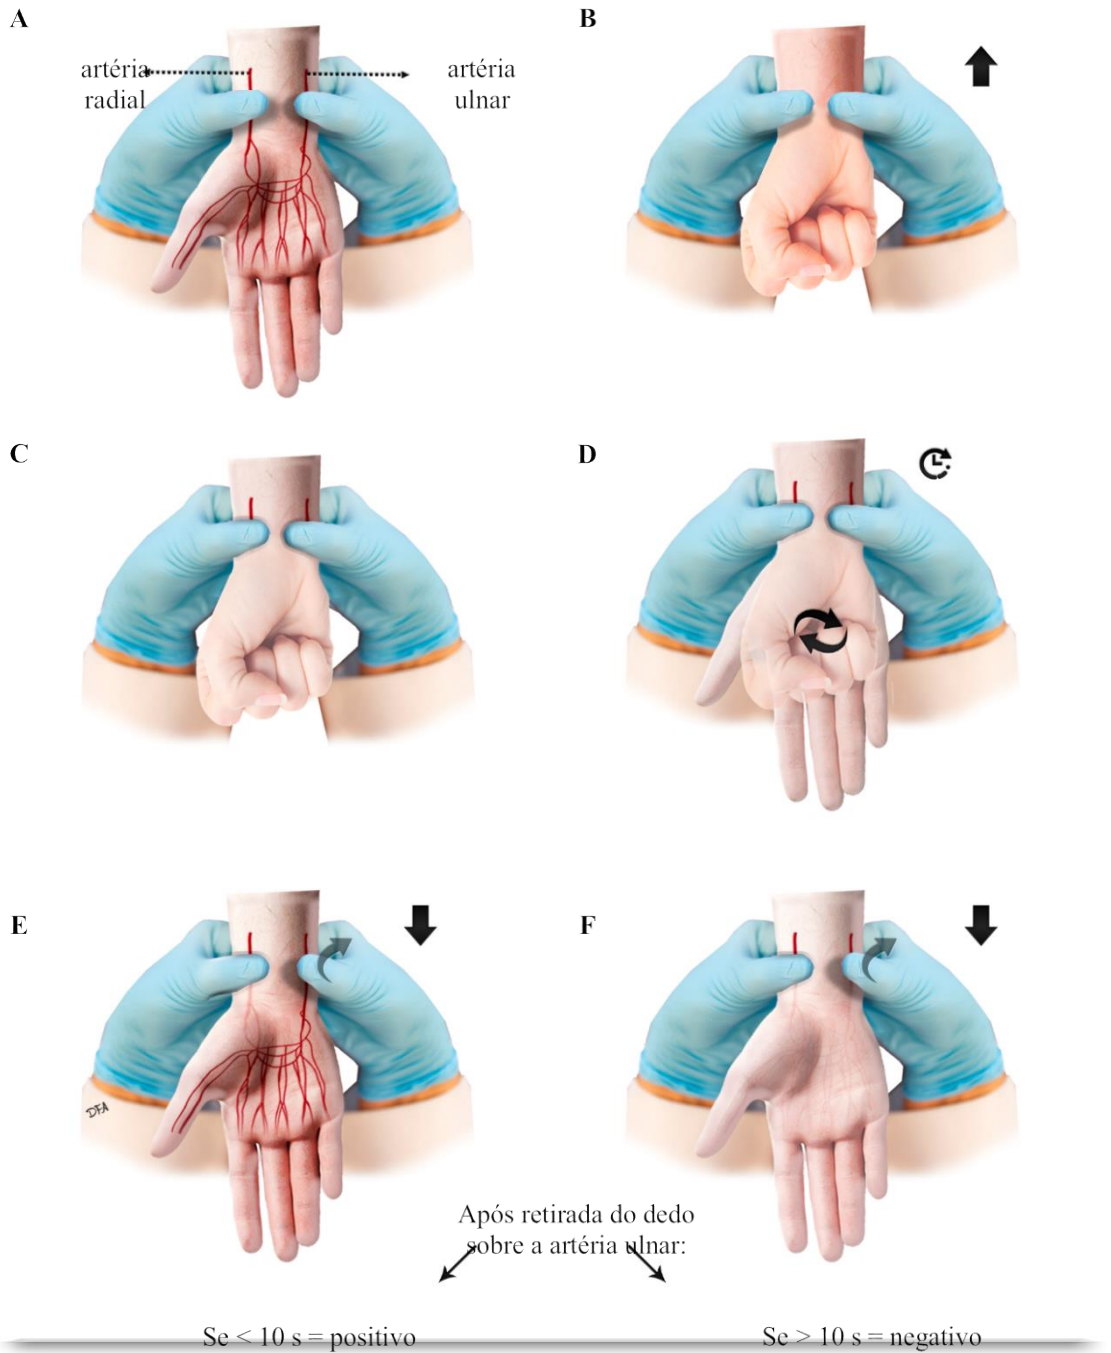 A
B
artéria
radial
artéria
ulnar
C
D
E
F
DFA
Após retirada do dedo
sobre a artéria ulnar:
Se < 10 s = positivo
Se > 10 s = negativo